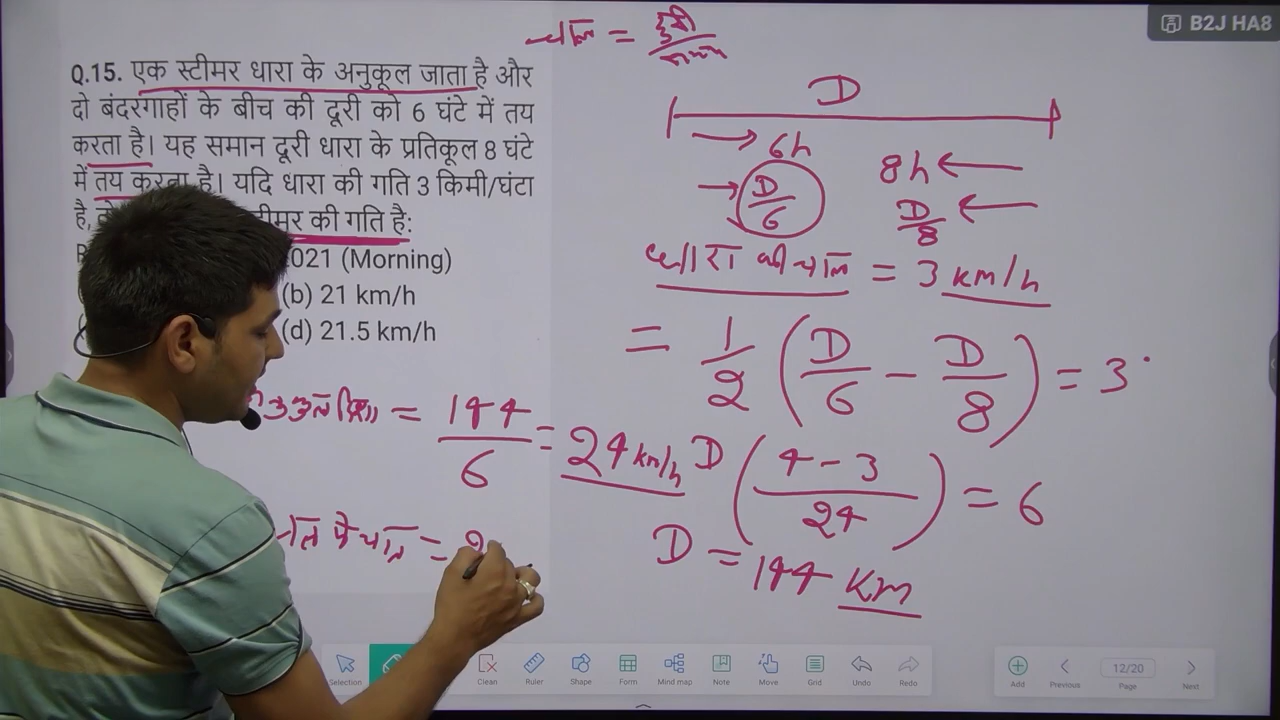 B2J HA8
चाल = दूरी / समय
Q.15. एक स्टीमर धारा के अनुकूल जाता है और
दो बंदरगाहों के बीच की दूरी को 6 घंटे में तय
करता है। यह समान दूरी धारा के प्रतिकूल 8 घंटे
में तय करता है। यदि धारा की गति 3 किमी/घंटा
है, स्टीमर की गति है:
2021 (Morning)
(b) 21 km/h
(d) 21.5 km/h
D
6h
8h
D/6
D/8
धारा की चाल = 3 km/h
= 1/2 (D/6 - D/8) = 3
= 144/6 = 24 km/h
D (4-3/24) = 6
D = 144 km
Selection
Clean
Ruler
Shape
Form
Mind map
Note
Move
Grid
Undo
Redo
Add
Previous
12/20
Page
Next